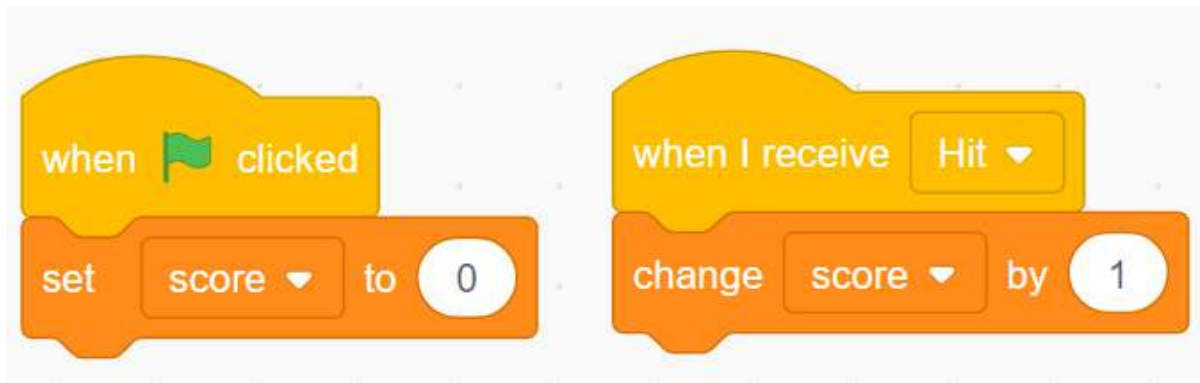 when clicked
set score to 0
when I receive Hit
change score by 1